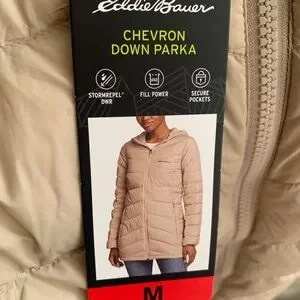 Eddie Bauer
CHEVRON
DOWN PARKA
STORMREPEL®
DWR
FILL POWER
SECURE
POCKETS
M